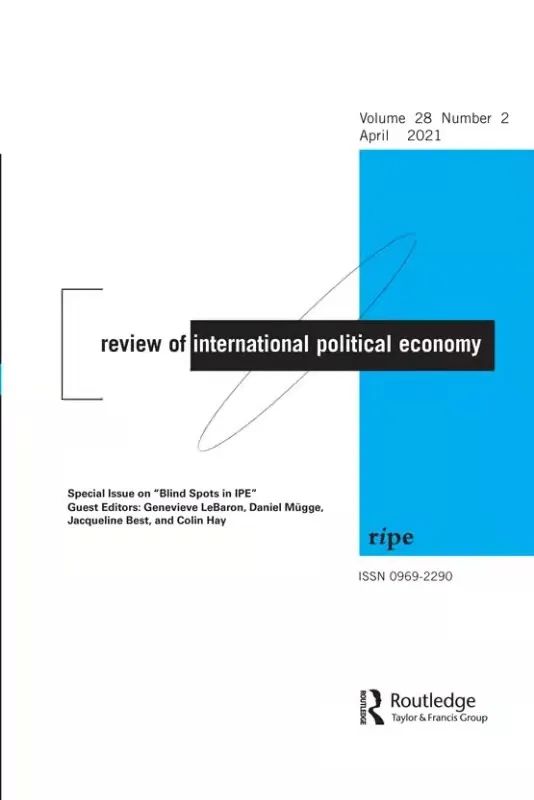 Volume 28 Number 2
April 2021
review of international political economy
Special Issue on “Blind Spots in IPE”
Guest Editors: Genevieve LeBaron, Daniel Mügge,
Jacqueline Best, and Colin Hay
ripe
ISSN 0969-2290
ROUTLEDGE
Routledge
Taylor & Francis Group